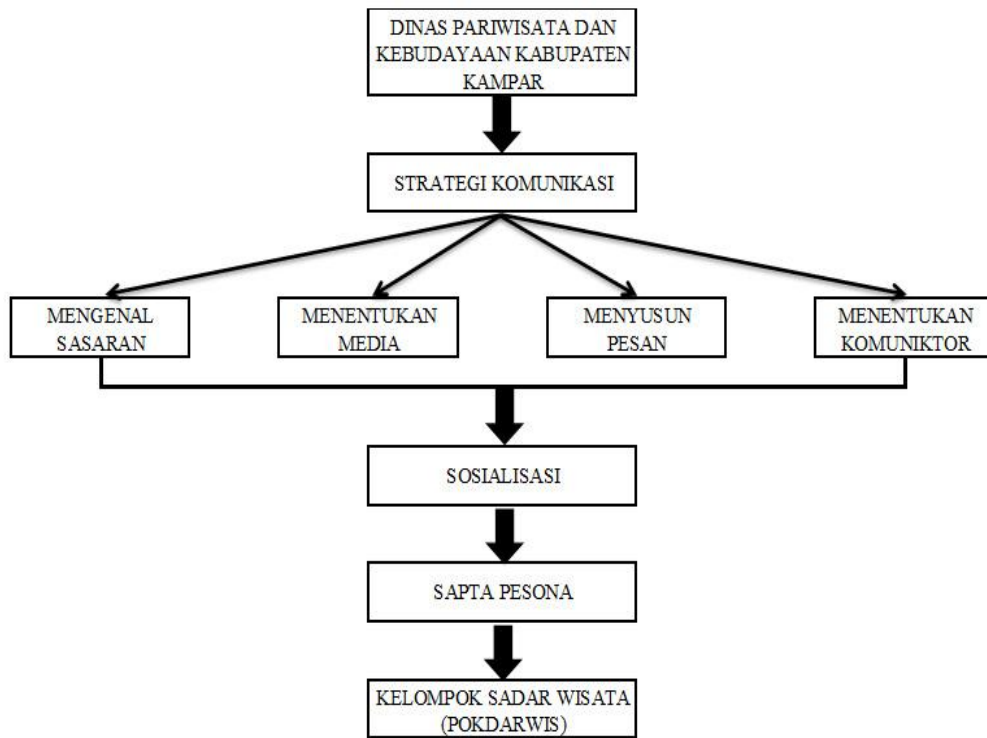 DINAS PARIWISATA DAN
KEBUDAYAAN KABUPATEN
KAMPAR
STRATEGI KOMUNIKASI
MENGENAL
SASARAN
MENENTUKAN
MEDIA
MENYUSUN
PESAN
MENENTUKAN
KOMUNIKTOR
SOSIALISASI
SAPTA PESONA
KELOMPOK SADAR WISATA
(POKDARWIS)